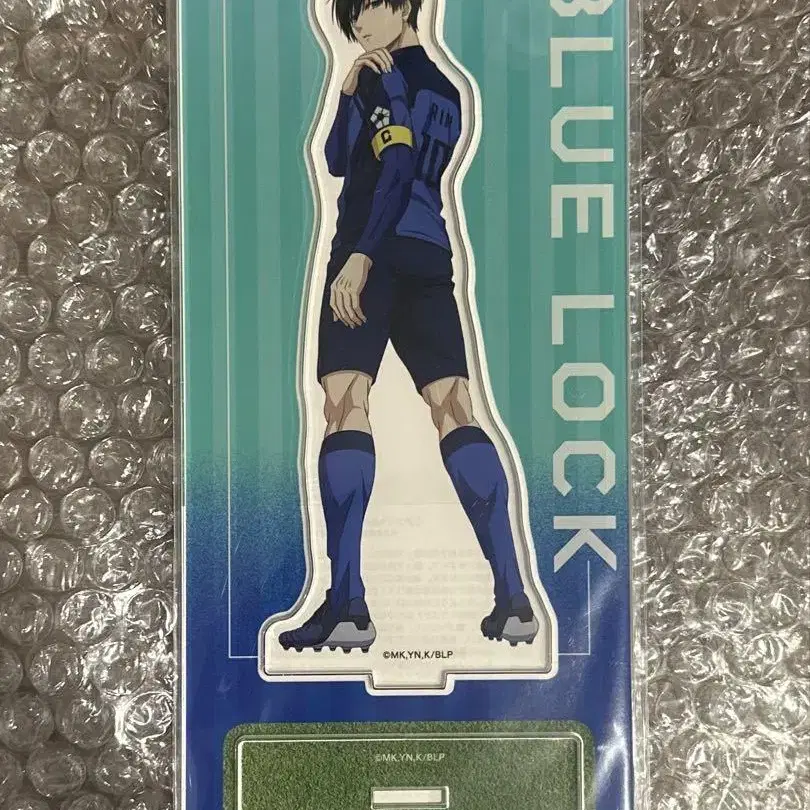 BLUE LOCK
RIN
10
C
©MK,YN,K/BLP
©MK,YN,K/BLP